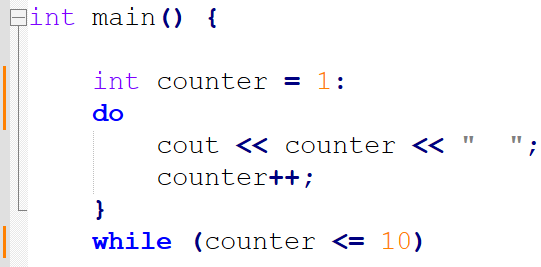 int main() {
int counter = 1:
do
cout << counter << "  ";
counter++;
}
while (counter <= 10)